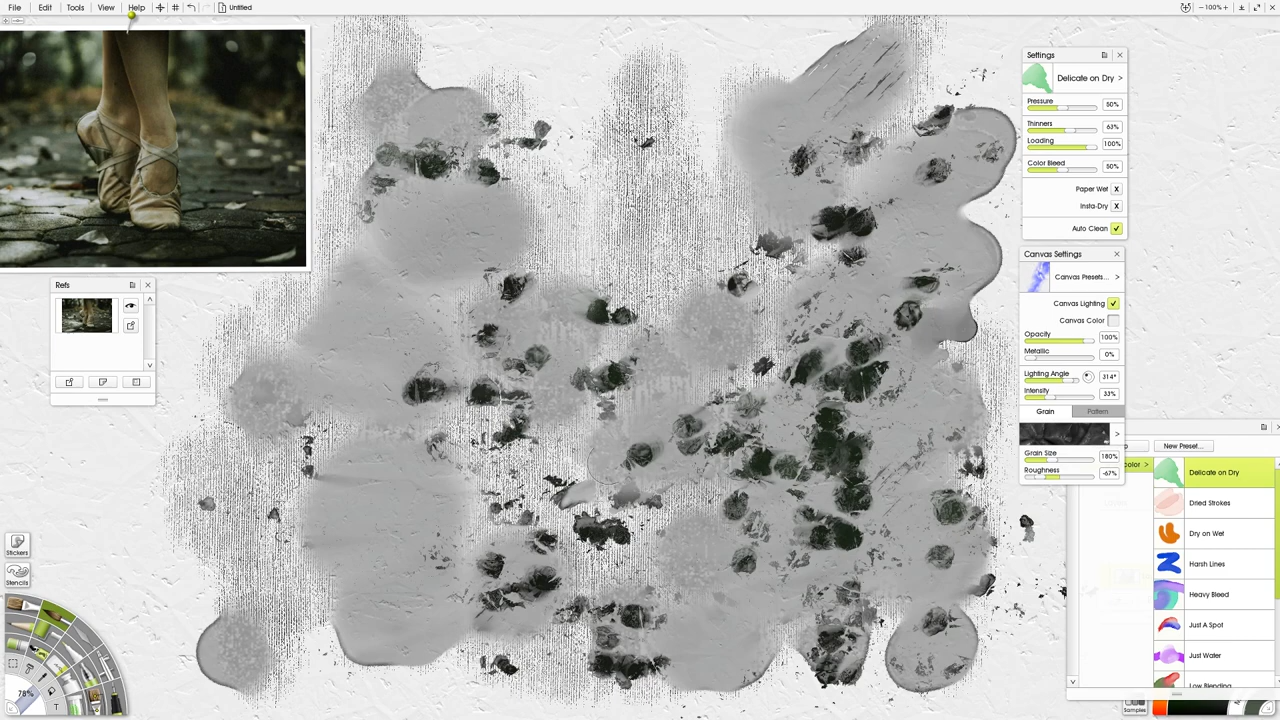 File Edit Tools View Help Untitled - 100% +
Settings
Delicate on Dry >
Pressure 50%
Thinners 63%
Loading 100%
Color Bleed 50%
Paper Wet X
Insta-Dry X
Auto Clean
Canvas Settings
Canvas Presets... >
Canvas Lighting
Canvas Color
Opacity 100%
Metallic 0%
Lighting Angle 314°
Intensity 33%
Grain Pattern
Grain Size 180%
Roughness -67%
Refs
New Preset...
color >
Delicate on Dry
Dried Strokes
Dry on Wet
Harsh Lines
Heavy Bleed
Just A Spot
Just Water
Low Blending
Stickers
Stencils
78%
T
Samples